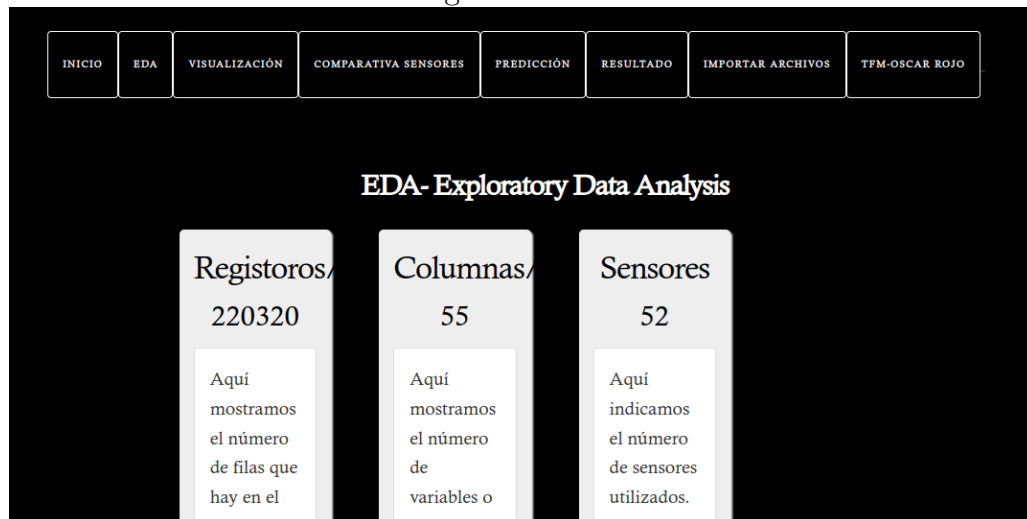 INICIO EDA VISUALIZACIÓN COMPARATIVA SENSORES PREDICCIÓN RESULTADO IMPORTAR ARCHIVOS TFM-OSCAR ROJO
EDA- Exploratory Data Analysis
Registoros/
220320
Aquí
mostramos
el número
de filas que
hay en el
Columnas/
55
Aquí
mostramos
el número
de
variables o
Sensores
52
Aquí
indicamos
el número
de sensores
utilizados.